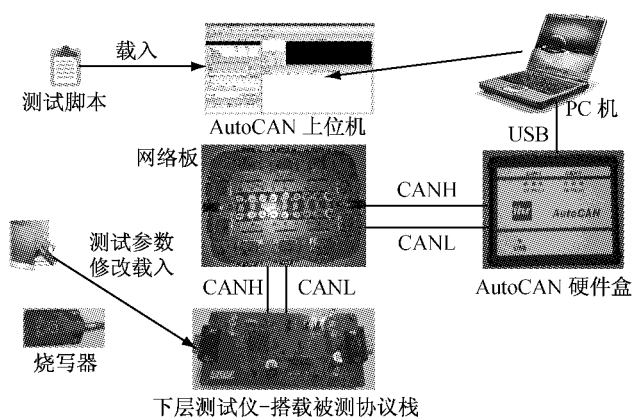 载入
测试脚本
AutoCAN 上位机
PC 机
USB
网络板
CANH
CANL
AutoCAN
AutoCAN 硬件盒
测试参数
修改载入
CANH
CANL
烧写器
下层测试仪-搭载被测协议栈